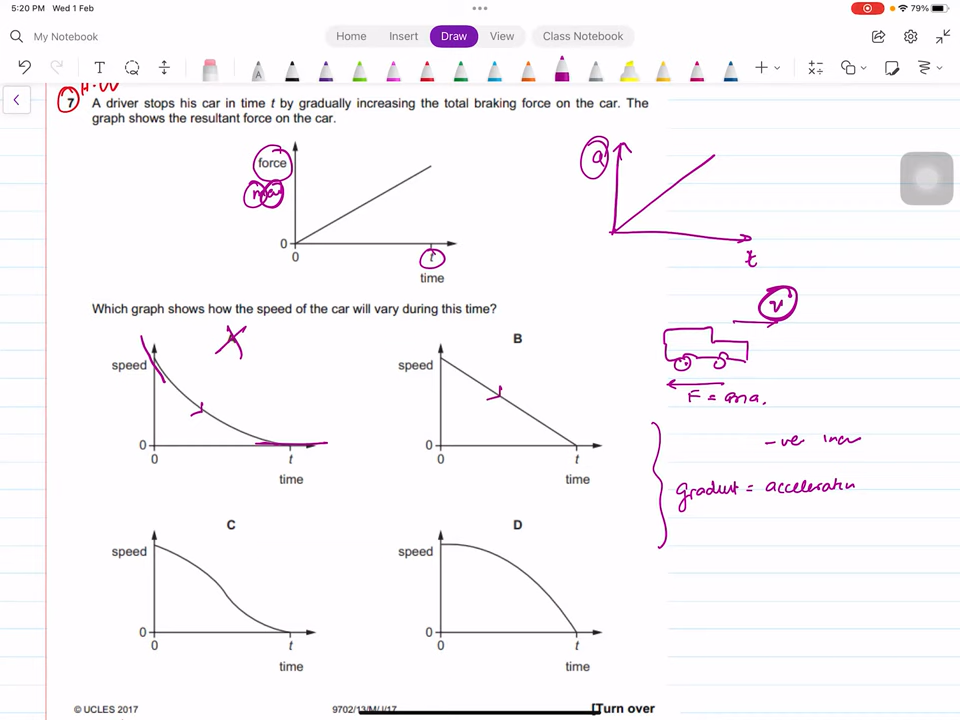 5:20 PM Wed 1 Feb
79%
My Notebook
Home Insert Draw View Class Notebook
A
7 A driver stops his car in time t by gradually increasing the total braking force on the car. The
graph shows the resultant force on the car.
force
ma
0
0
t
time
a
t
Which graph shows how the speed of the car will vary during this time?
v
F = ma.
-ve incr
gradient = acceleration
speed
0
0
t
time
B
speed
0
0
t
time
C
speed
0
0
t
time
D
speed
0
0
t
time
© UCLES 2017
9702/13/M/J/17
[Turn over